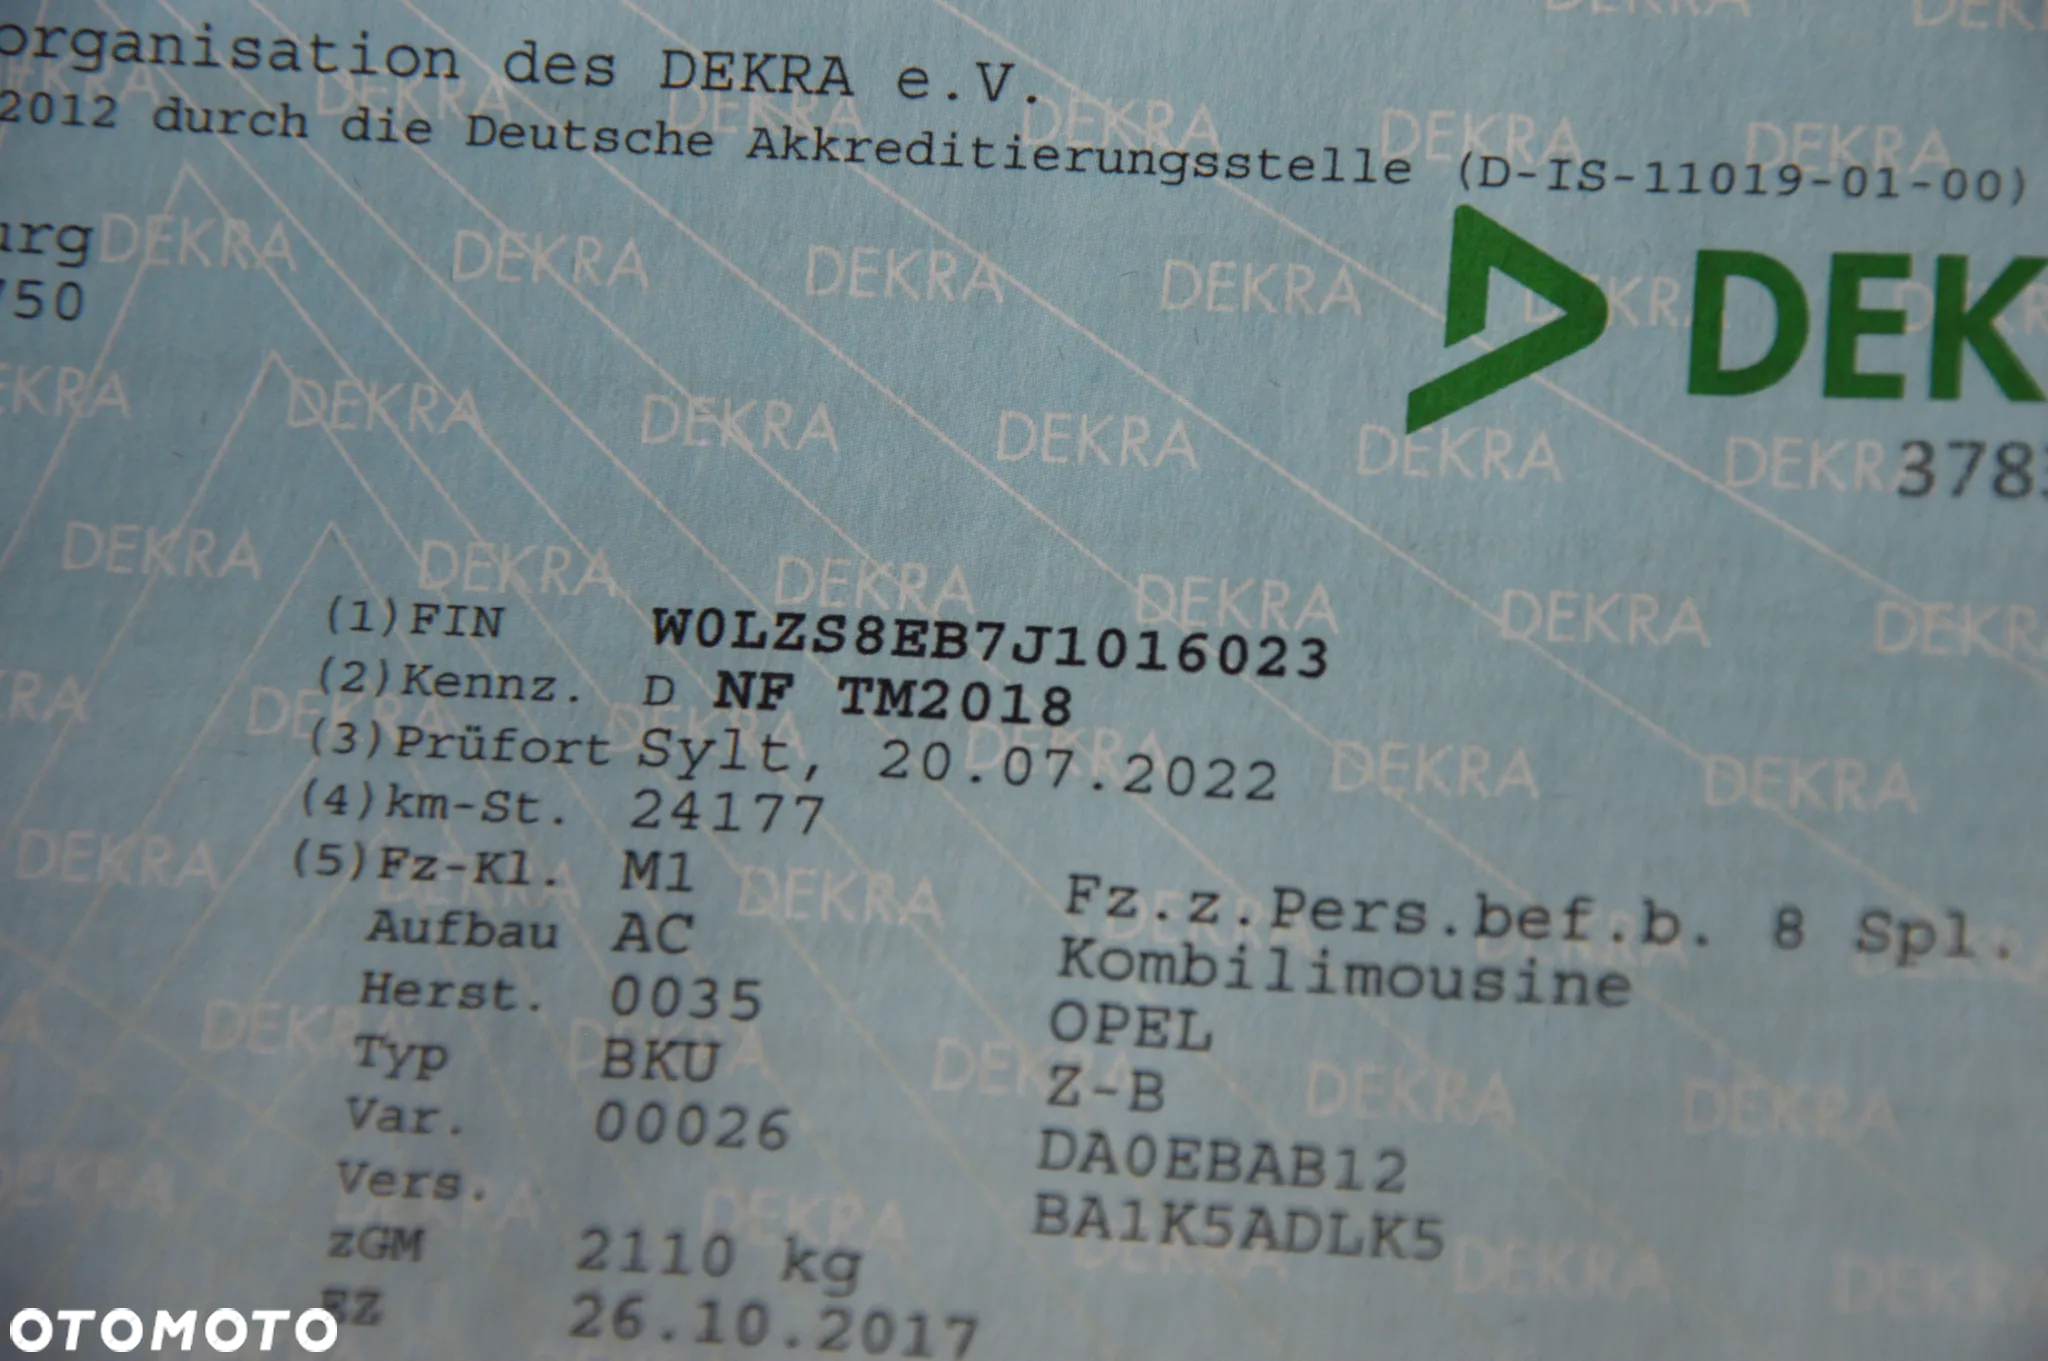 organisation des DEKRA e.V.
2012 durch die Deutsche Akkreditierungsstelle (D-IS-11019-01-00)
urg
750
DEK
378
(1)FIN W0LZS8EB7J1016023
(2)Kennz. D NF TM2018
(3)Prüfort Sylt, 20.07.2022
(4)km-St. 24177
(5)Fz-Kl. M1 Fz.z.Pers.bef.b. 8 Spl.
Aufbau AC Kombilimousine
Herst. 0035 OPEL
Typ BKU Z-B
Var. 00026 DA0EBAB12
Vers. BA1K5ADLK5
zGM 2110 kg
EZ 26.10.2017
OTOMOTO